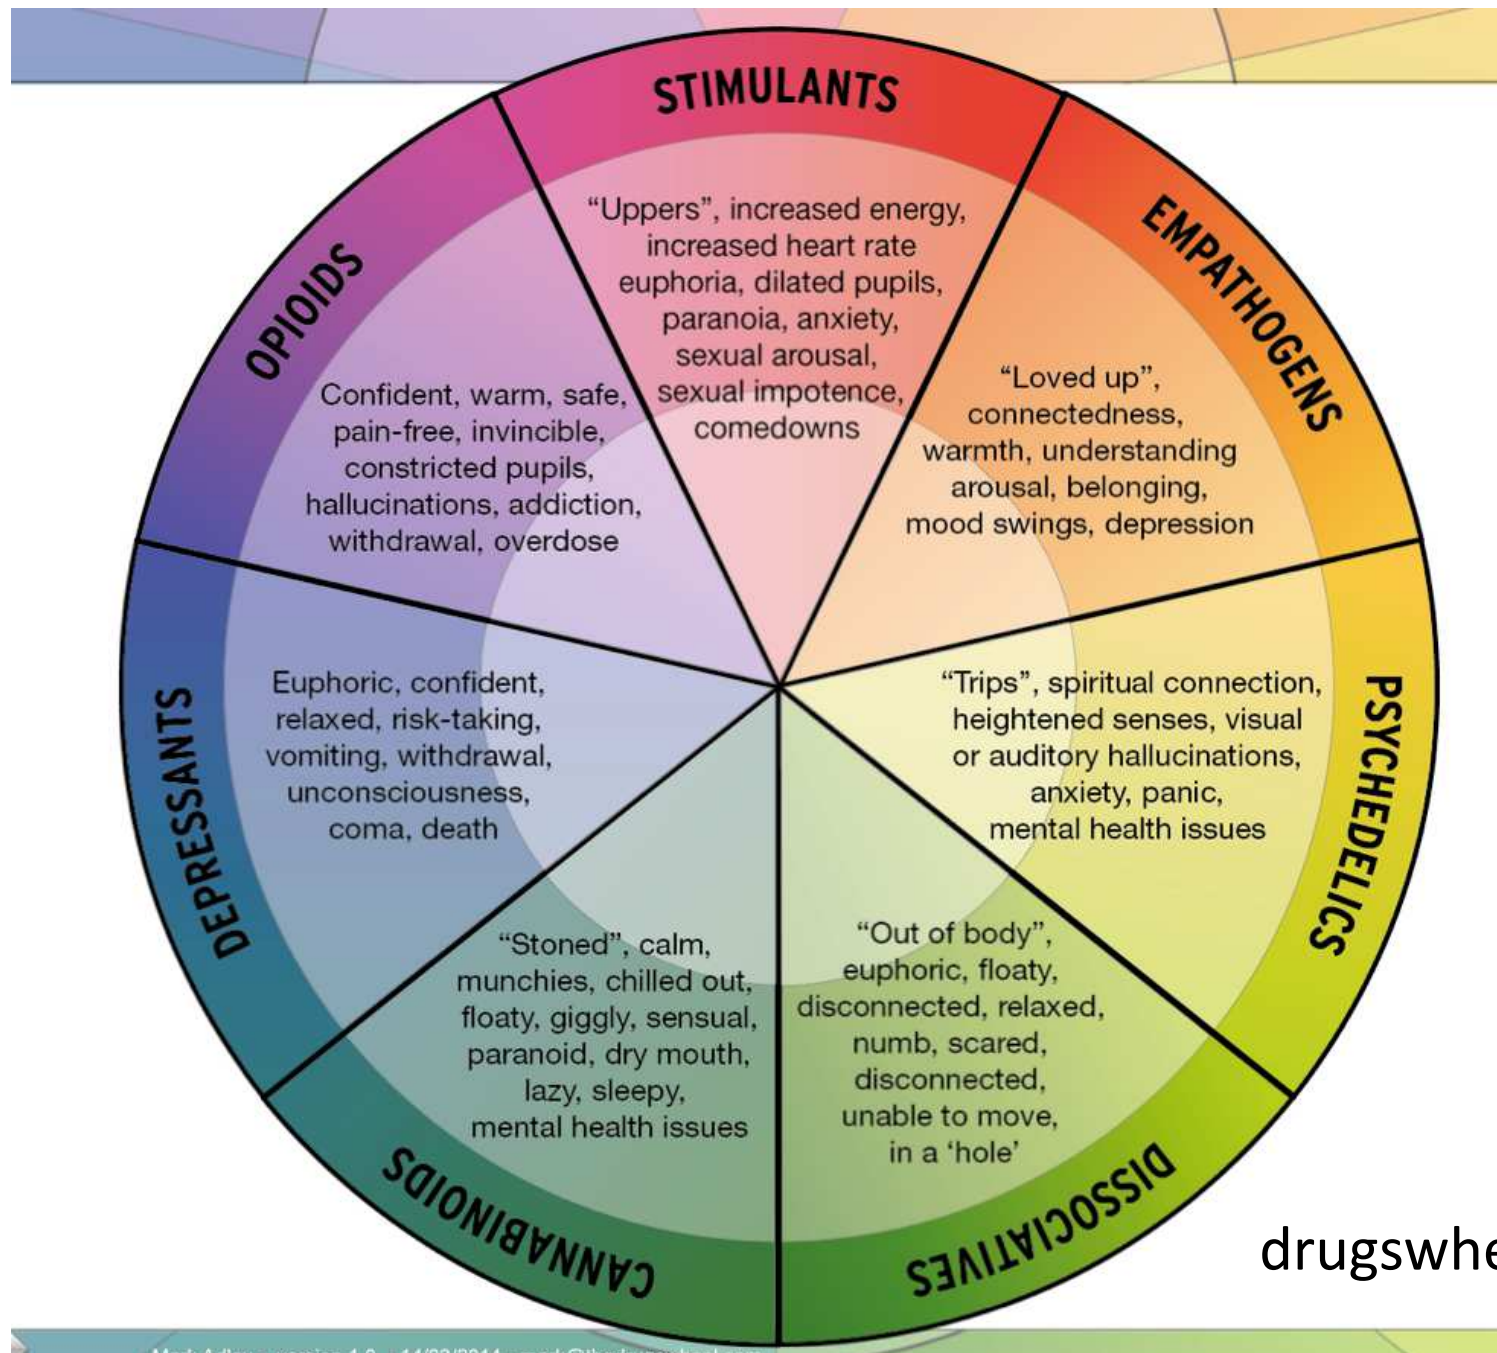 STIMULANTS
“Uppers”, increased energy,
increased heart rate
euphoria, dilated pupils,
paranoia, anxiety,
sexual arousal,
sexual impotence,
comedowns
EMPATHOGENS
“Loved up”,
connectedness,
warmth, understanding
arousal, belonging,
mood swings, depression
PSYCHEDELICS
“Trips”, spiritual connection,
heightened senses, visual
or auditory hallucinations,
anxiety, panic,
mental health issues
DISSOCIATIVES
“Out of body”,
euphoric, floaty,
disconnected, relaxed,
numb, scared,
disconnected,
unable to move,
in a ‘hole’
CANNABINOIDS
“Stoned”, calm,
munchies, chilled out,
floaty, giggly, sensual,
paranoid, dry mouth,
lazy, sleepy,
mental health issues
DEPRESSANTS
Euphoric, confident,
relaxed, risk-taking,
vomiting, withdrawal,
unconsciousness,
coma, death
OPIOIDS
Confident, warm, safe,
pain-free, invincible,
constricted pupils,
hallucinations, addiction,
withdrawal, overdose
drugswhe